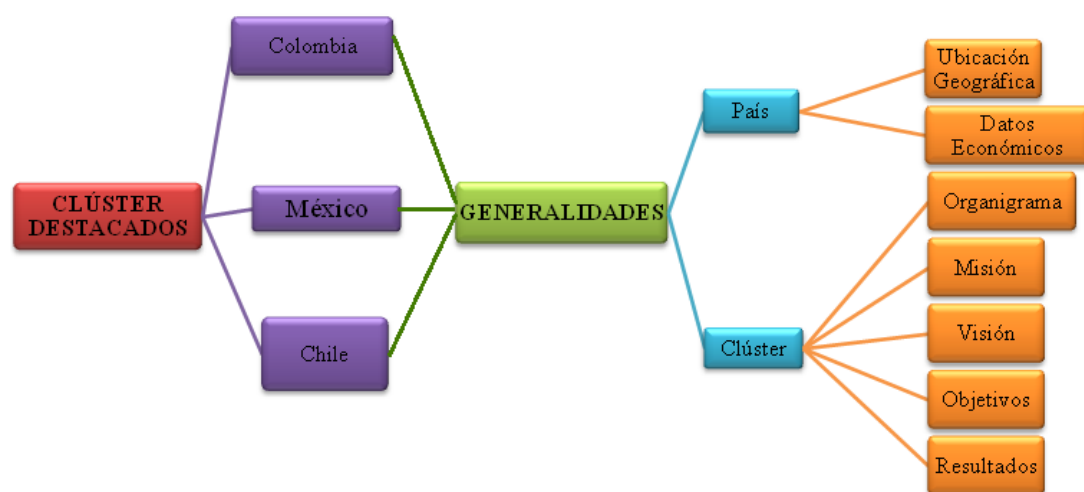 Colombia
CLÚSTER
DESTACADOS
México
Chile
GENERALIDADES
País
Ubicación
Geográfica
Datos
Económicos
Clúster
Organigrama
Misión
Visión
Objetivos
Resultados